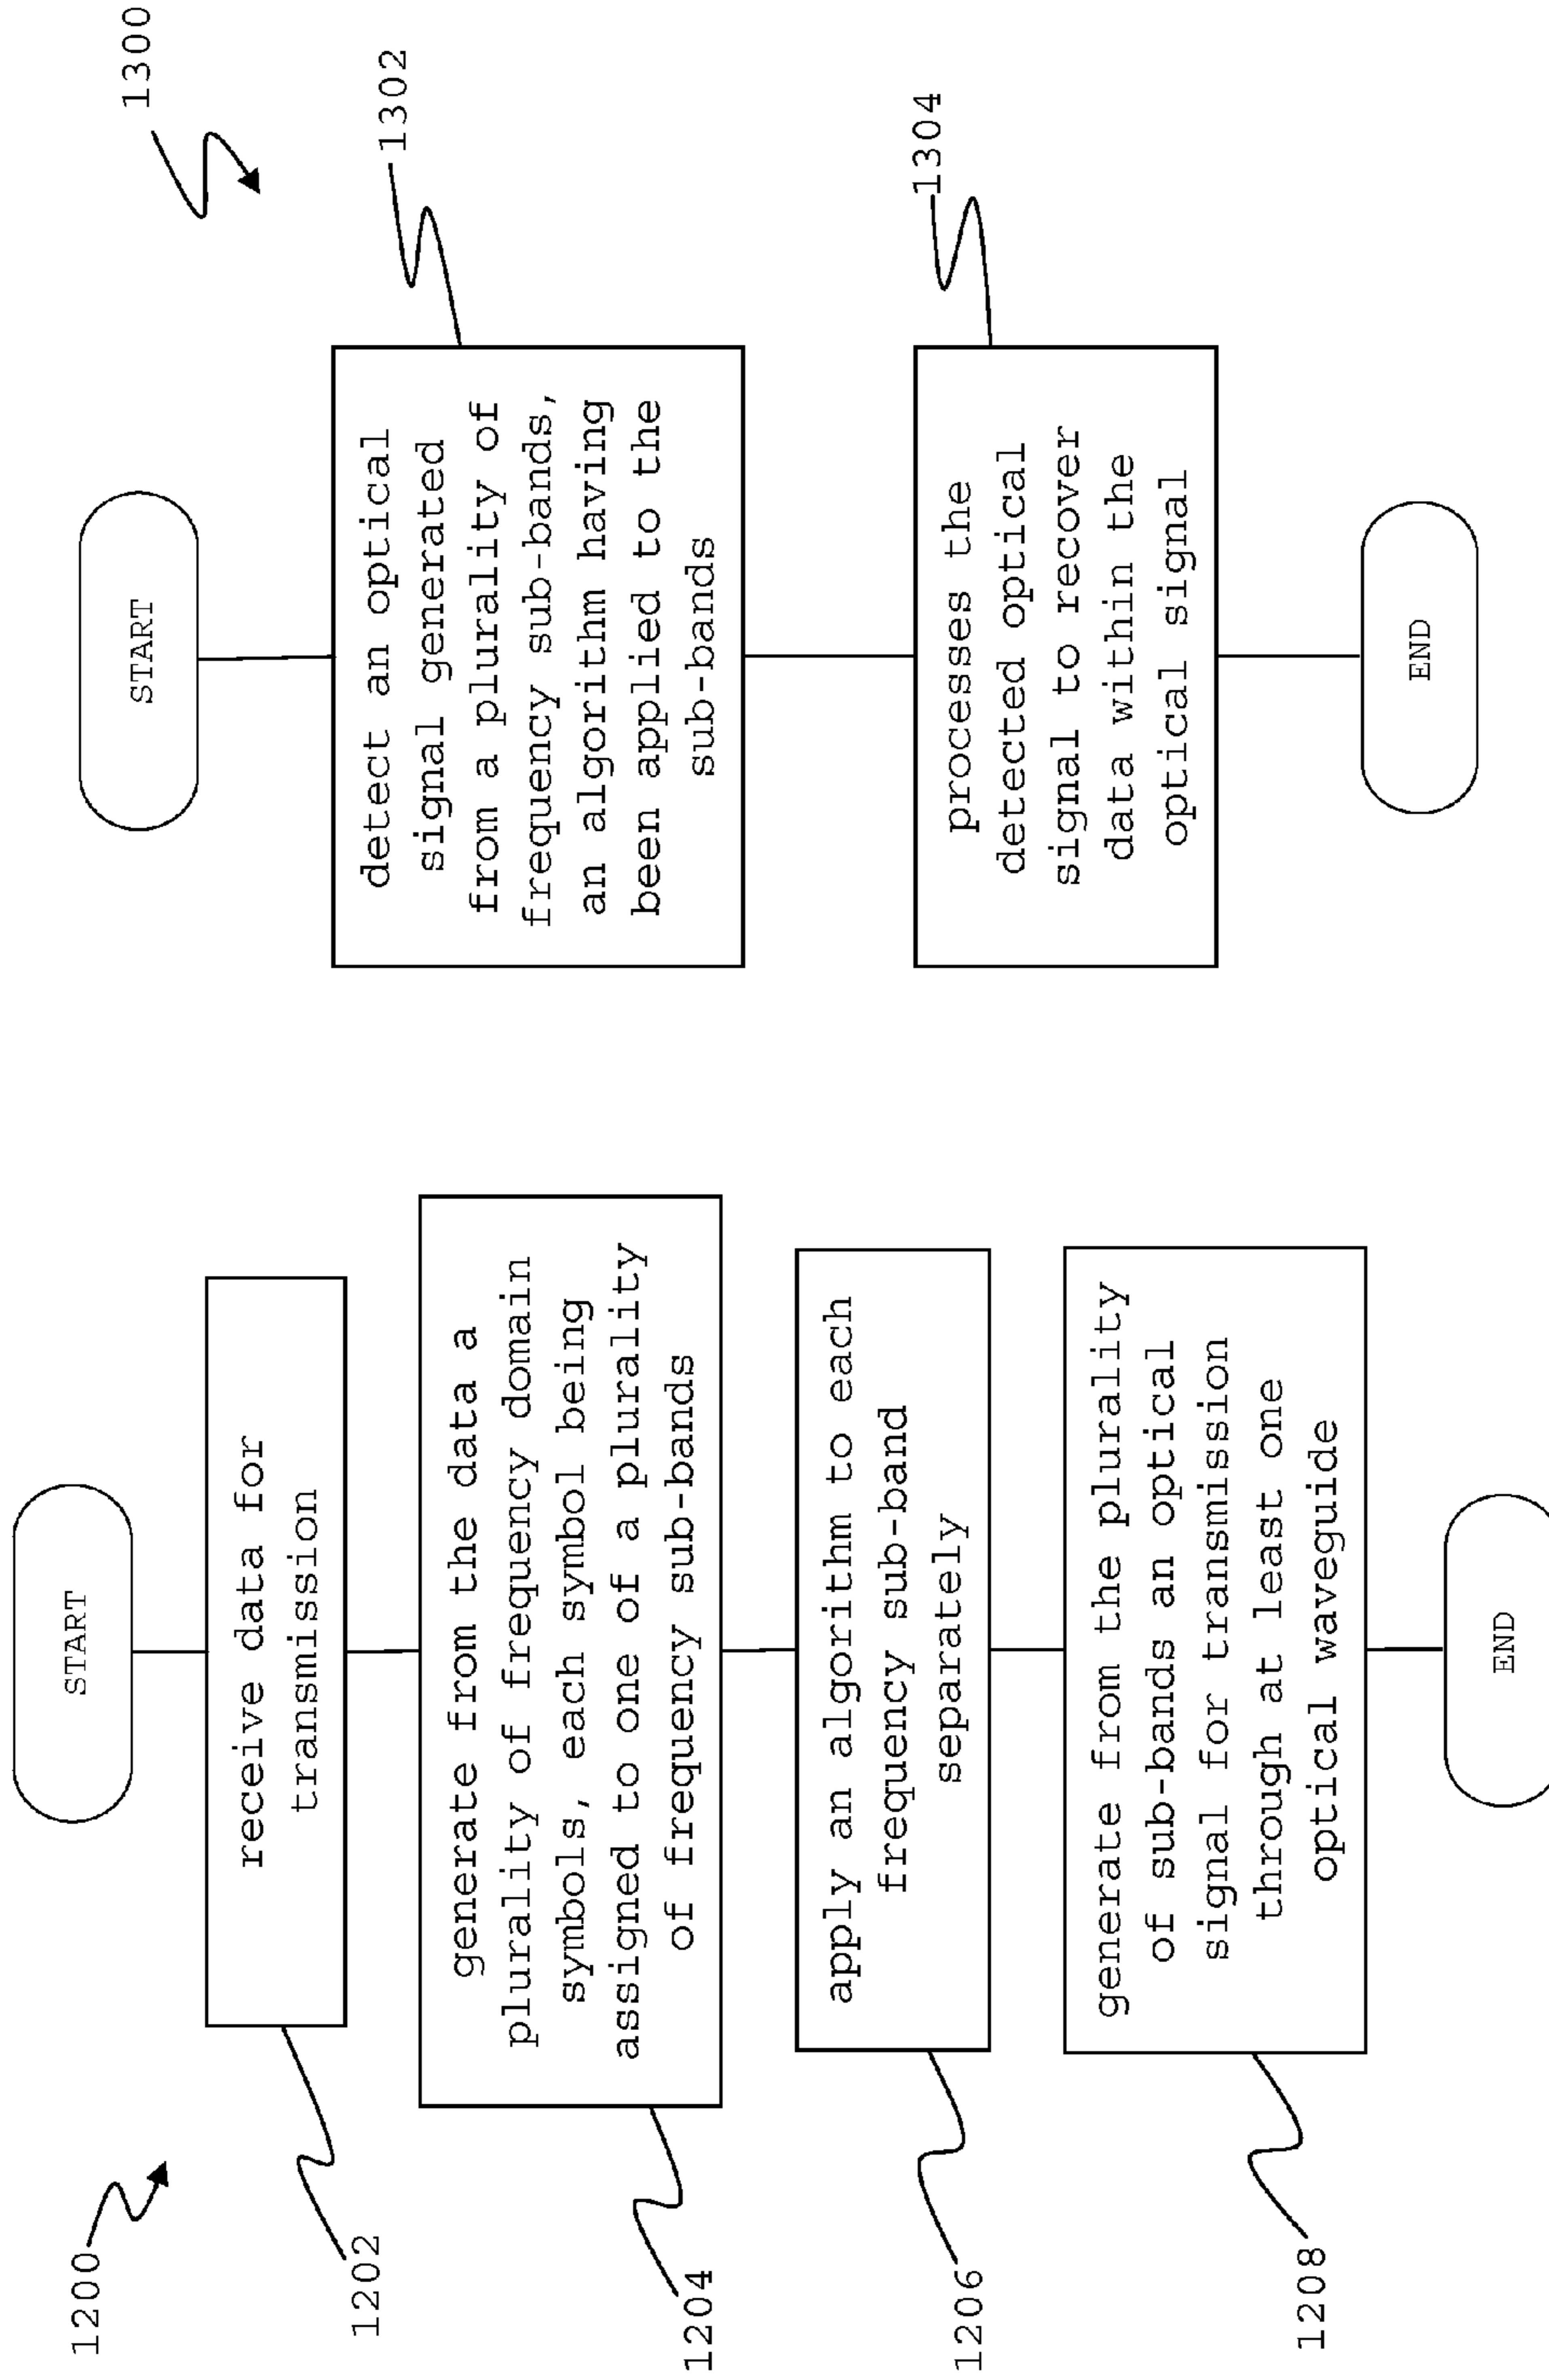 1200
START
1202
receive data for
transmission
1204
generate from the data a
plurality of frequency domain
symbols, each symbol being
assigned to one of a plurality
of frequency sub-bands
1206
apply an algorithm to each
frequency sub-band
separately
1208
generate from the plurality
of sub-bands an optical
signal for transmission
through at least one
optical waveguide
END
1300
START
1302
detect an optical
signal generated
from a plurality of
frequency sub-bands,
an algorithm having
been applied to the
sub-bands
1304
processes the
detected optical
signal to recover
data within the
optical signal
END